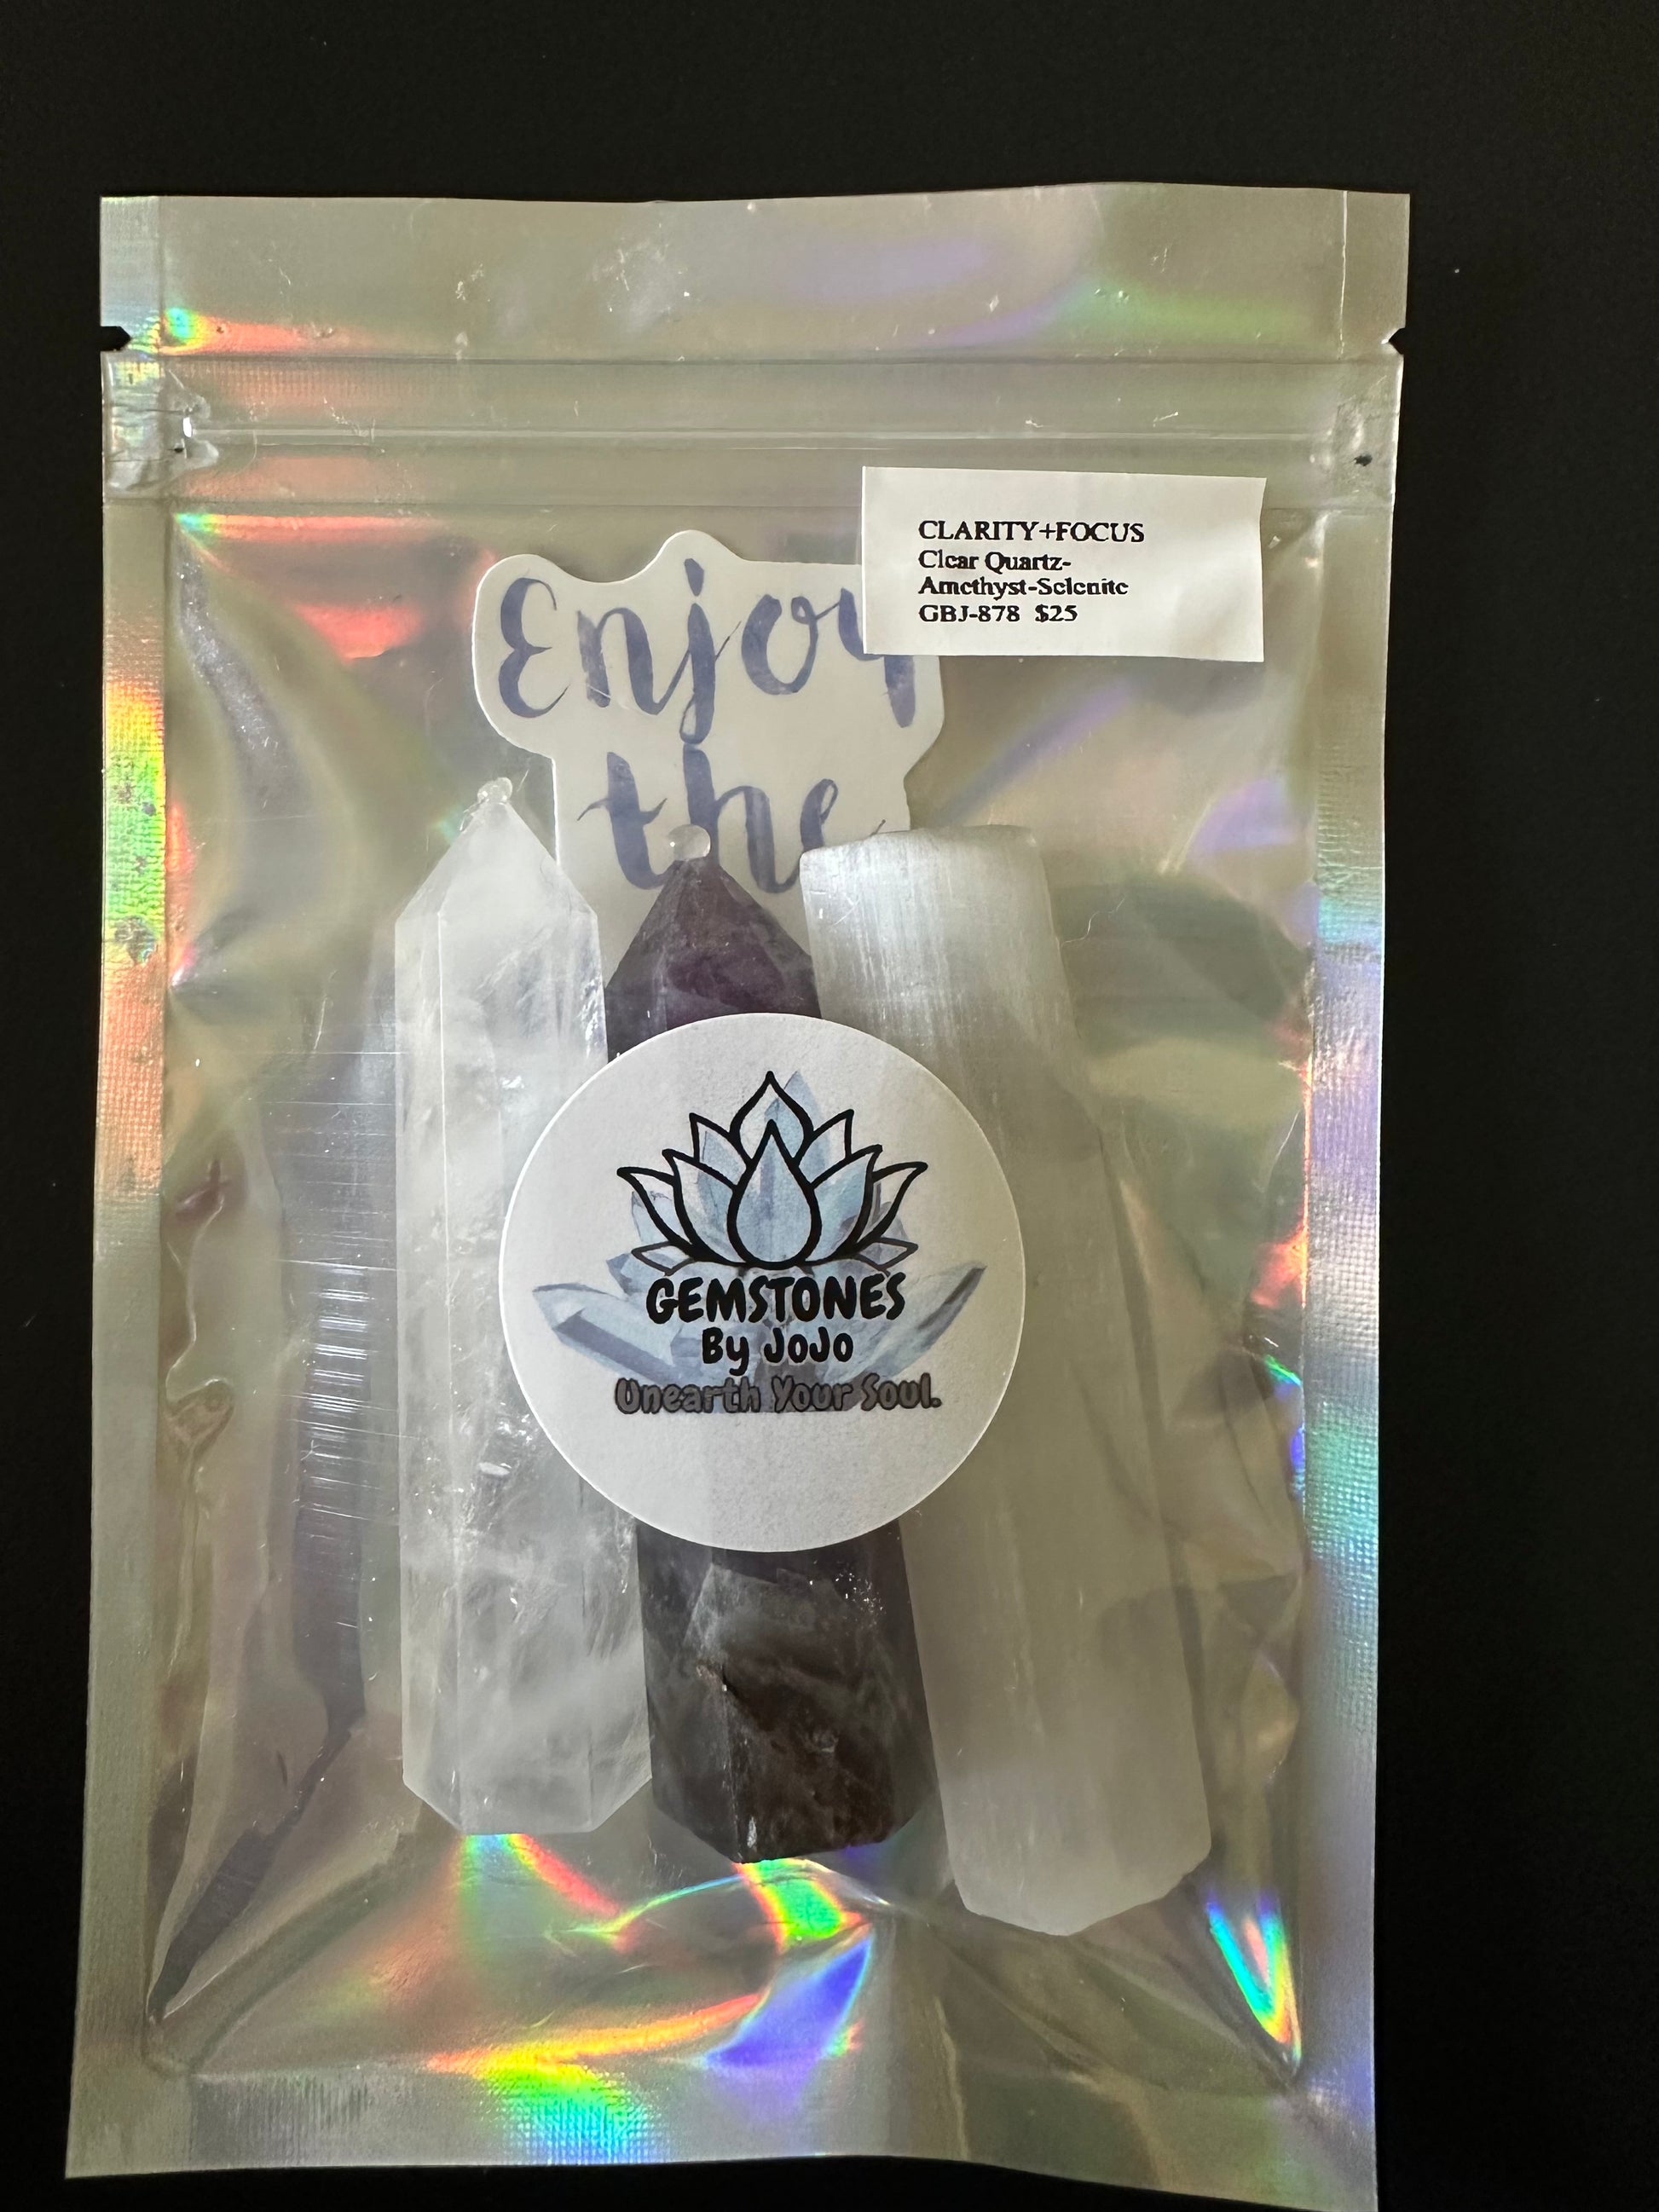 CLARITY+FOCUS
Clear Quartz-
Amethyst-Selenite
GBJ-878 $25
Enjoy
the
GEMSTONES
By JoJo
Unearth Your Soul.